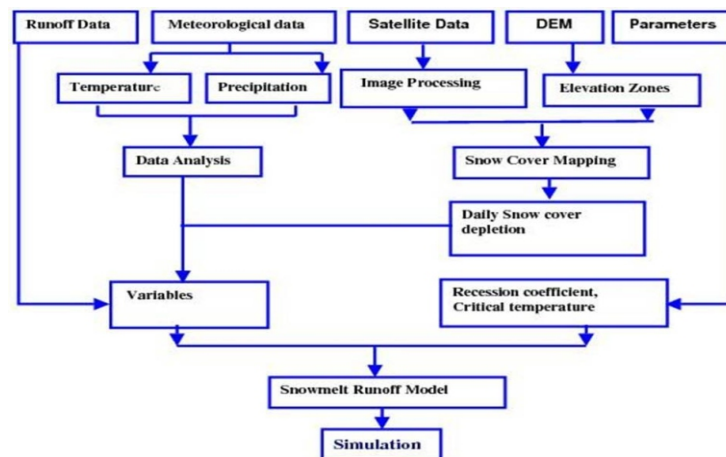 Runoff Data
Meteorological data
Satellite Data
DEM
Parameters
Temperature
Precipitation
Image Processing
Elevation Zones
Data Analysis
Snow Cover Mapping
Daily Snow cover
depletion
Variables
Recession coefficient,
Critical temperature
Snowmelt Runoff Model
Simulation